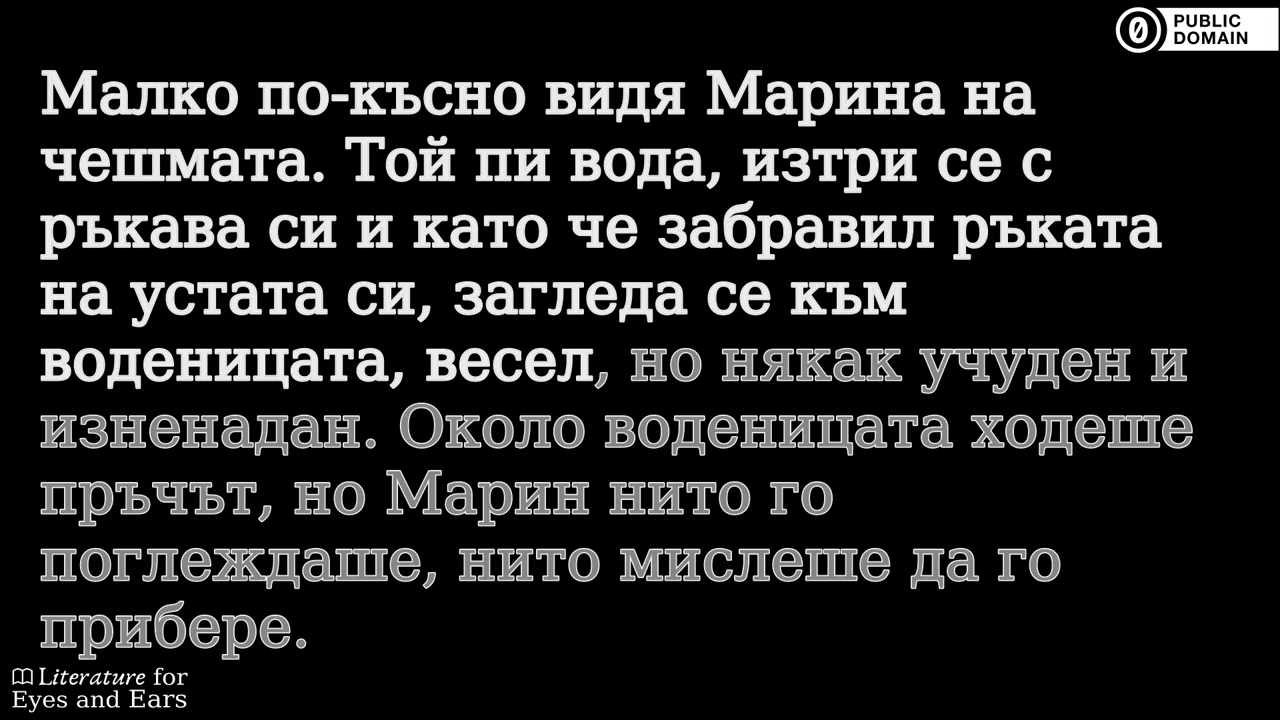 PUBLIC
DOMAIN
Малко по-късно видя Марина на
чешмата. Той пи вода, изтри се с
ръкава си и като че забравил ръката
на устата си, загледа се към
воденицата, весел, но някак учуден и
изненадан. Около воденицата ходеше
пръчът, но Марин нито го
поглеждаше, нито мислеше да го
прибере.
Literature for
Eyes and Ears